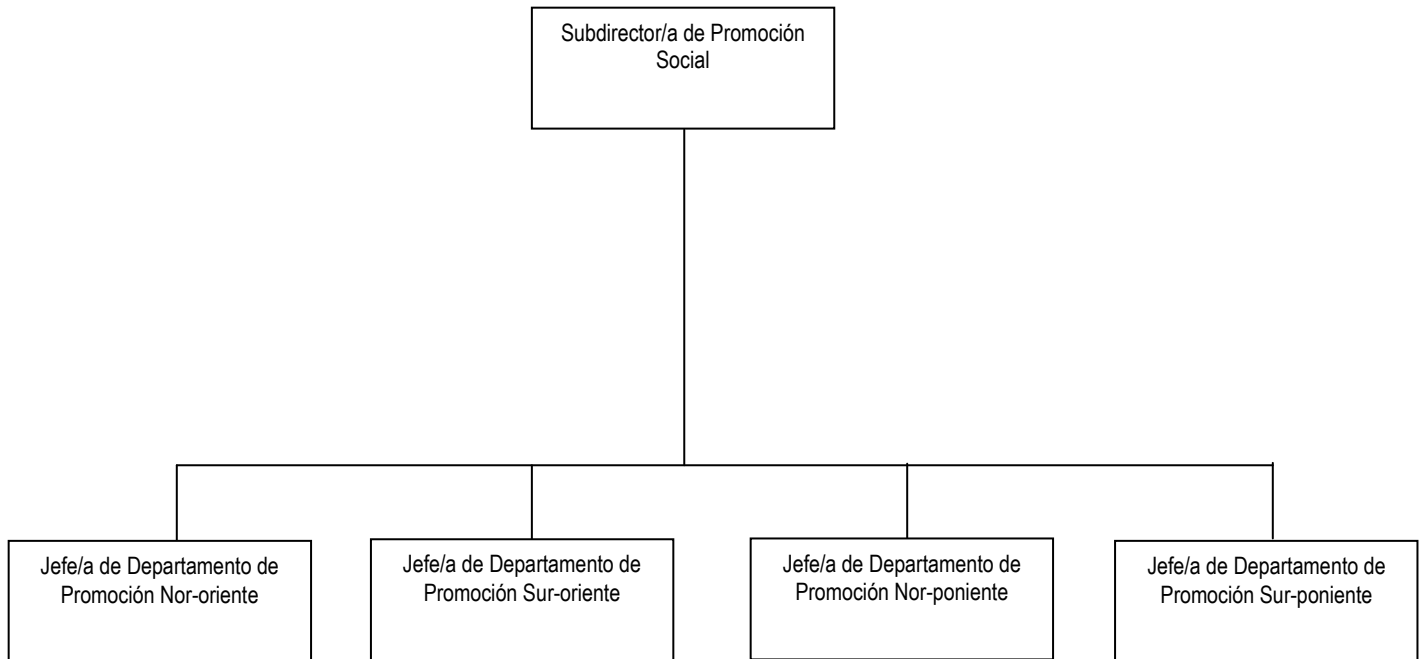 Subdirector/a de Promoción
Social
Jefe/a de Departamento de
Promoción Nor-oriente
Jefe/a de Departamento de
Promoción Sur-oriente
Jefe/a de Departamento de
Promoción Nor-poniente
Jefe/a de Departamento de
Promoción Sur-poniente